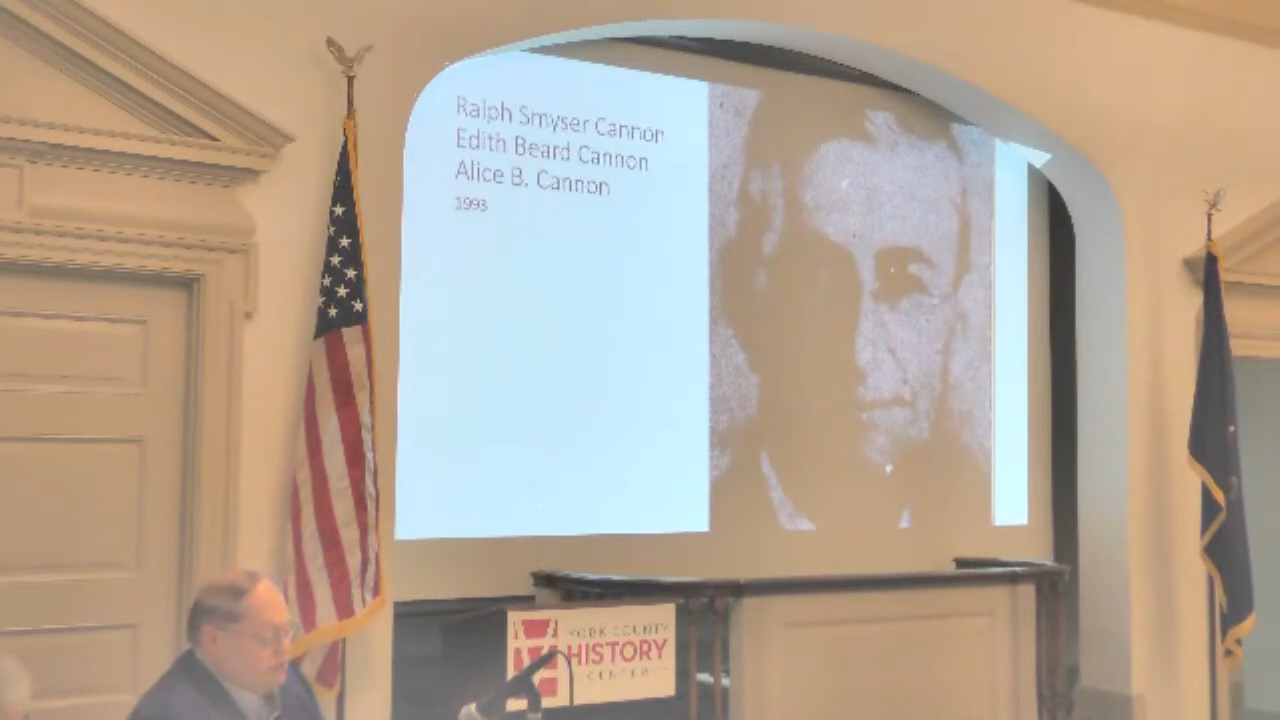 Ralph Smyser Cannon
Edith Beard Cannon
Alice B. Cannon
1993
YORK COUNTY
HISTORY
CENTER